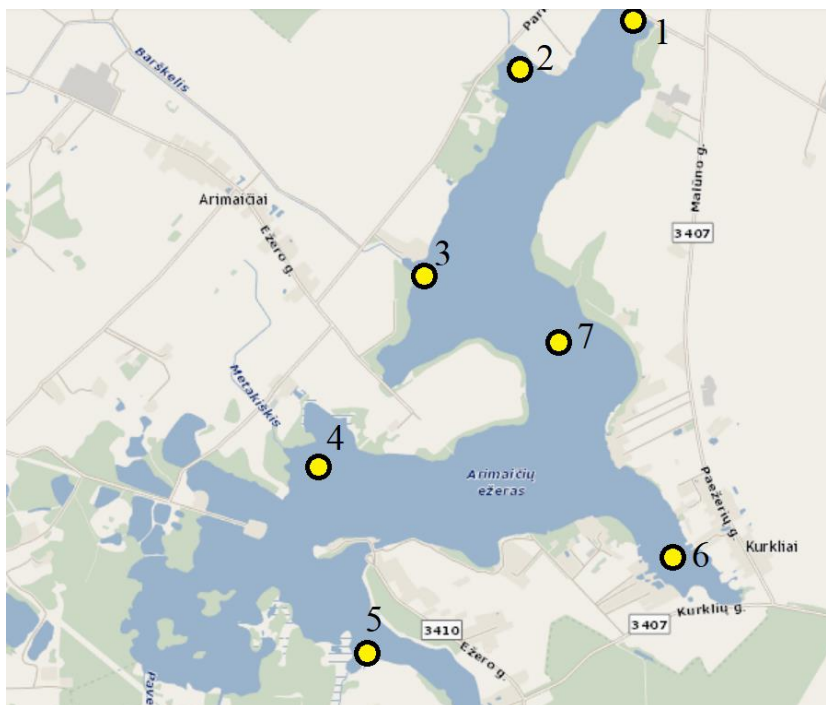 1
2
Barškelis
Malūno g.
Arimaičiai
Ežero g.
3407
3
7
Metakiškis
4
Arimaičių
ežeras
Paežerių g.
Kurkliai
6
Kurklių g.
3407
5
3410
Ežero g.